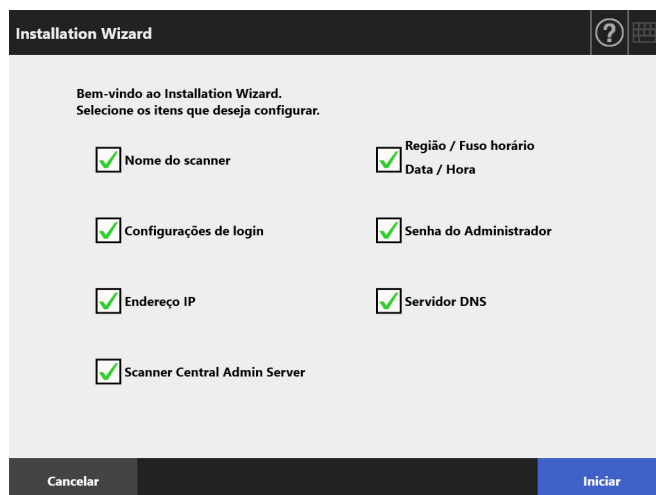 Installation Wizard
Bem-vindo ao Installation Wizard.
Selecione os itens que deseja configurar.
Nome do scanner
Região / Fuso horário
Data / Hora
Configurações de login
Senha do Administrador
Endereço IP
Servidor DNS
Scanner Central Admin Server
Cancelar
Iniciar